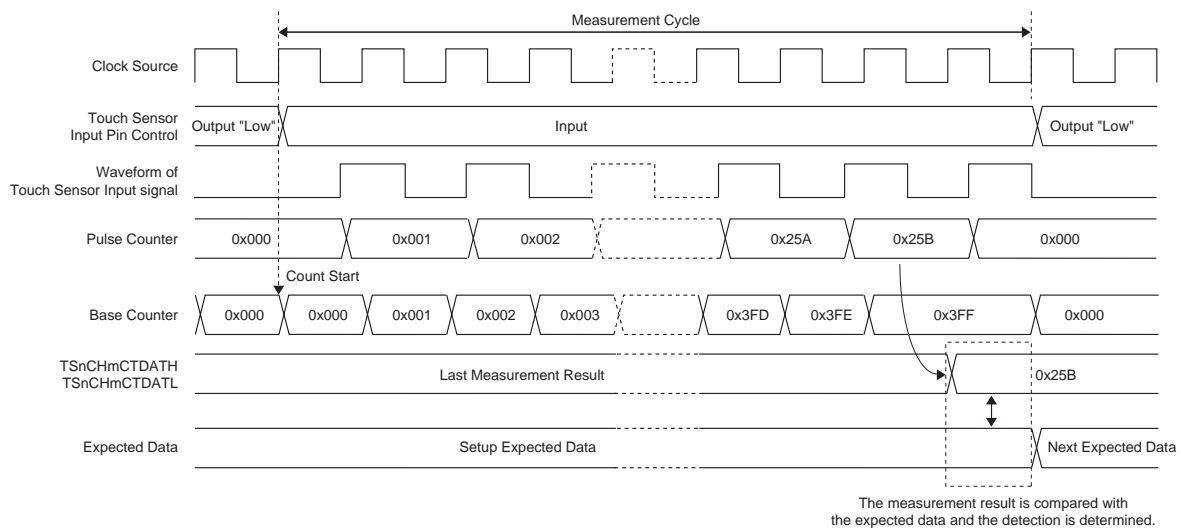 Measurement Cycle
Clock Source
Touch Sensor
Input Pin Control
Output "Low"
Input
Output "Low"
Waveform of
Touch Sensor Input signal
Pulse Counter
0x000
0x001
0x002
0x25A
0x25B
0x000
Count Start
Base Counter
0x000
0x000
0x001
0x002
0x003
0x3FD
0x3FE
0x3FF
0x000
TSnCHmCTDATH
TSnCHmCTDATL
Last Measurement Result
0x25B
Expected Data
Setup Expected Data
Next Expected Data
The measurement result is compared with
the expected data and the detection is determined.